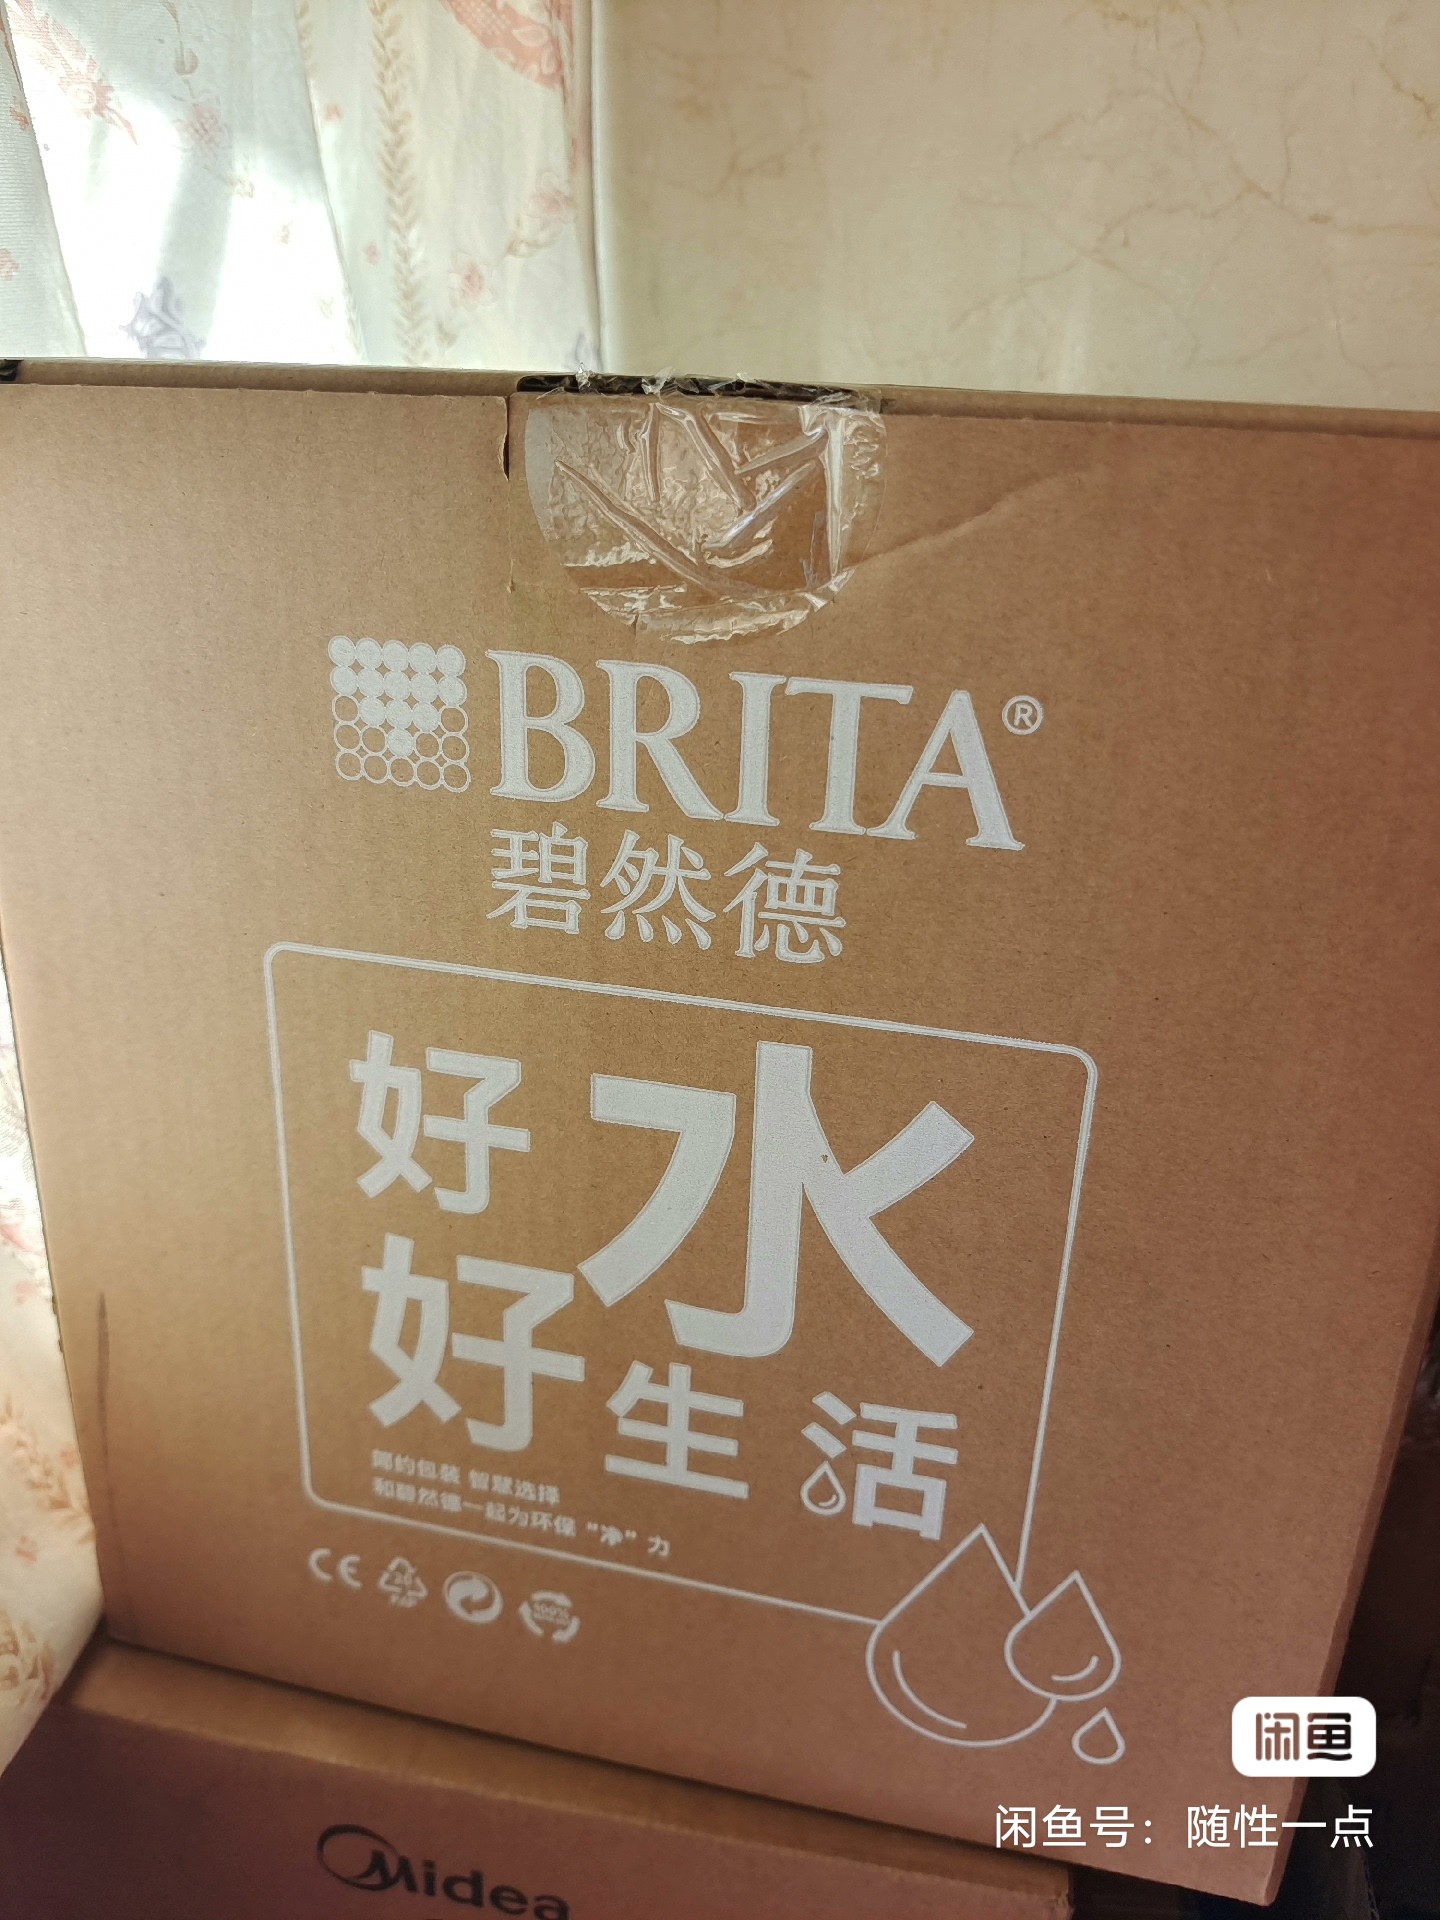 BRITA®
碧然德
好水
好生活
简约包装 智慧选择
和碧然德一起为环保“净”力
CE
100%
Midea
闲鱼
闲鱼号：随性一点